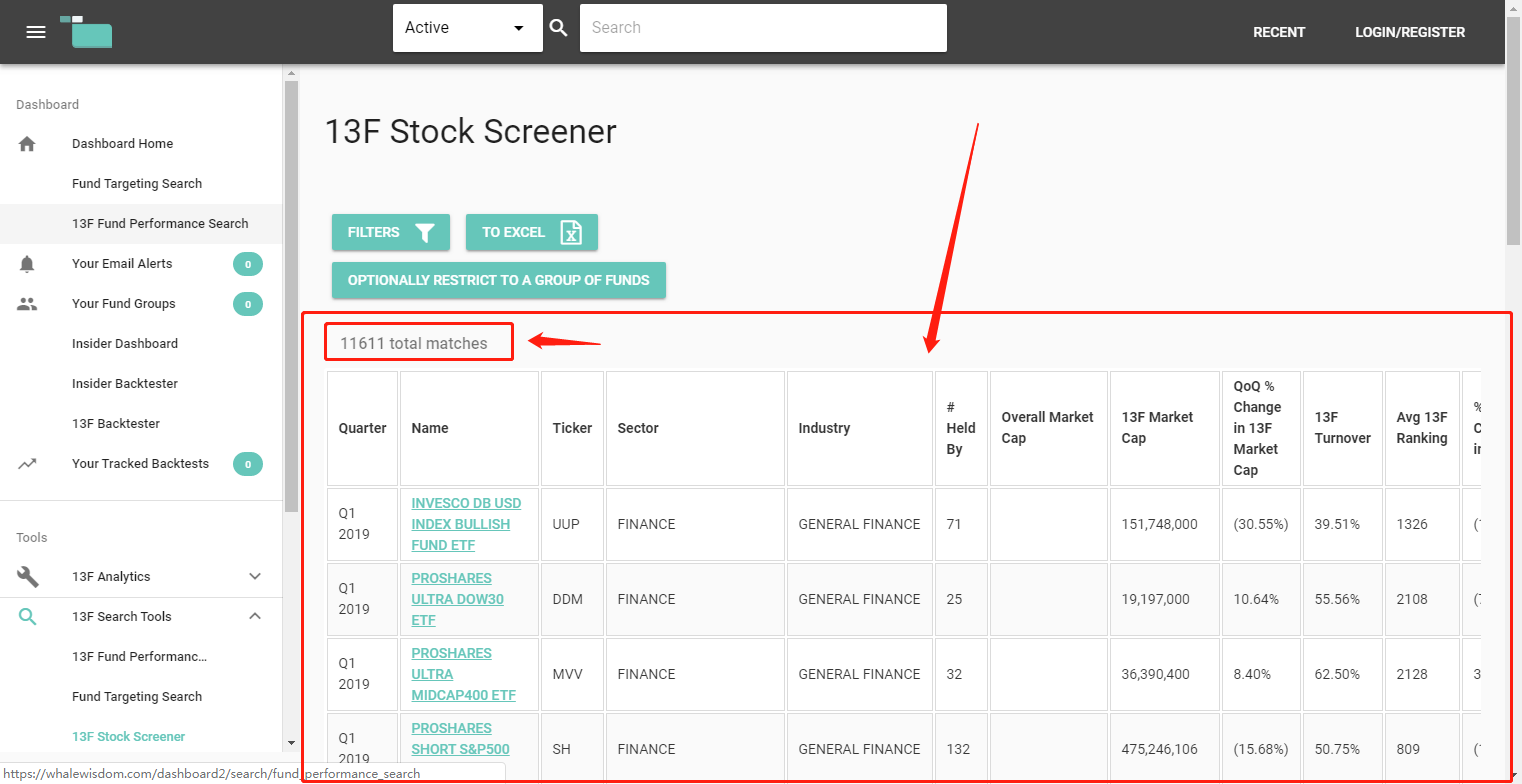 Active
Search
RECENT
LOGIN/REGISTER
Dashboard
Dashboard Home
Fund Targeting Search
13F Fund Performance Search
Your Email Alerts 0
Your Fund Groups 0
Insider Dashboard
Insider Backtester
13F Backtester
Your Tracked Backtests 0
Tools
13F Analytics
13F Search Tools
13F Fund Performanc...
Fund Targeting Search
13F Stock Screener
https://whalewisdom.com/dashboard2/search/fund_performance_search
13F Stock Screener
FILTERS
TO EXCEL
OPTIONALLY RESTRICT TO A GROUP OF FUNDS
11611 total matches
Quarter
Name
Ticker
Sector
Industry
#
Held
By
Overall Market
Cap
13F Market
Cap
QoQ %
Change
in 13F
Market
Cap
13F
Turnover
Avg 13F
Ranking
%
C
in
Q1
2019
INVESCO DB USD
INDEX BULLISH
FUND ETF
UUP
FINANCE
GENERAL FINANCE
71
151,748,000
(30.55%)
39.51%
1326
Q1
2019
PROSHARES
ULTRA DOW30
ETF
DDM
FINANCE
GENERAL FINANCE
25
19,197,000
10.64%
55.56%
2108
Q1
2019
PROSHARES
ULTRA
MIDCAP400 ETF
MVV
FINANCE
GENERAL FINANCE
32
36,390,400
8.40%
62.50%
2128
3
Q1
2019
PROSHARES
SHORT S&P500
SH
FINANCE
GENERAL FINANCE
132
475,246,106
(15.68%)
50.75%
809